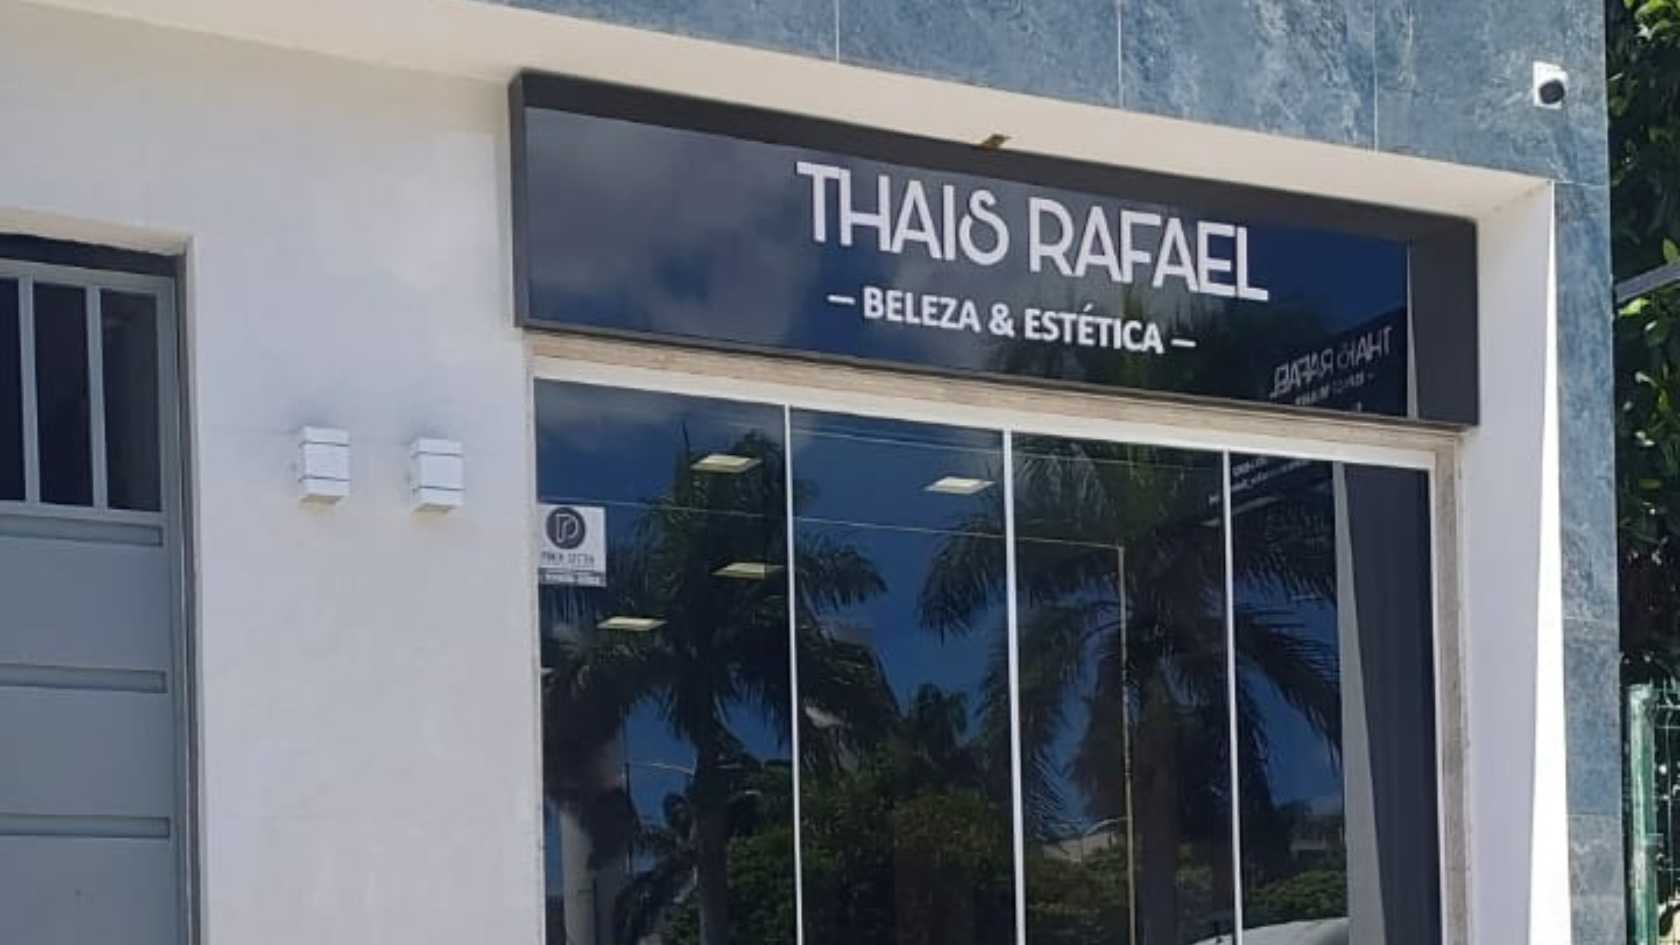 THAIS RAFAEL
— BELEZA & ESTÉTICA —